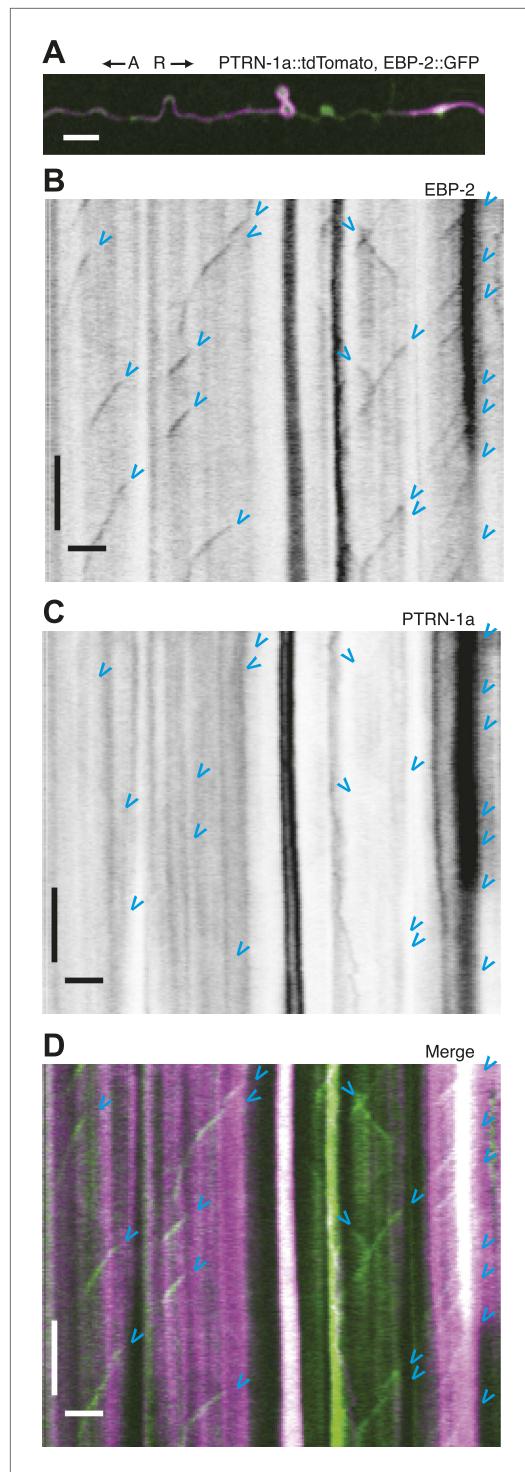 A
←A R→ PTRN-1a::tdTomato, EBP-2::GFP
B
EBP-2
C
PTRN-1a
D
Merge